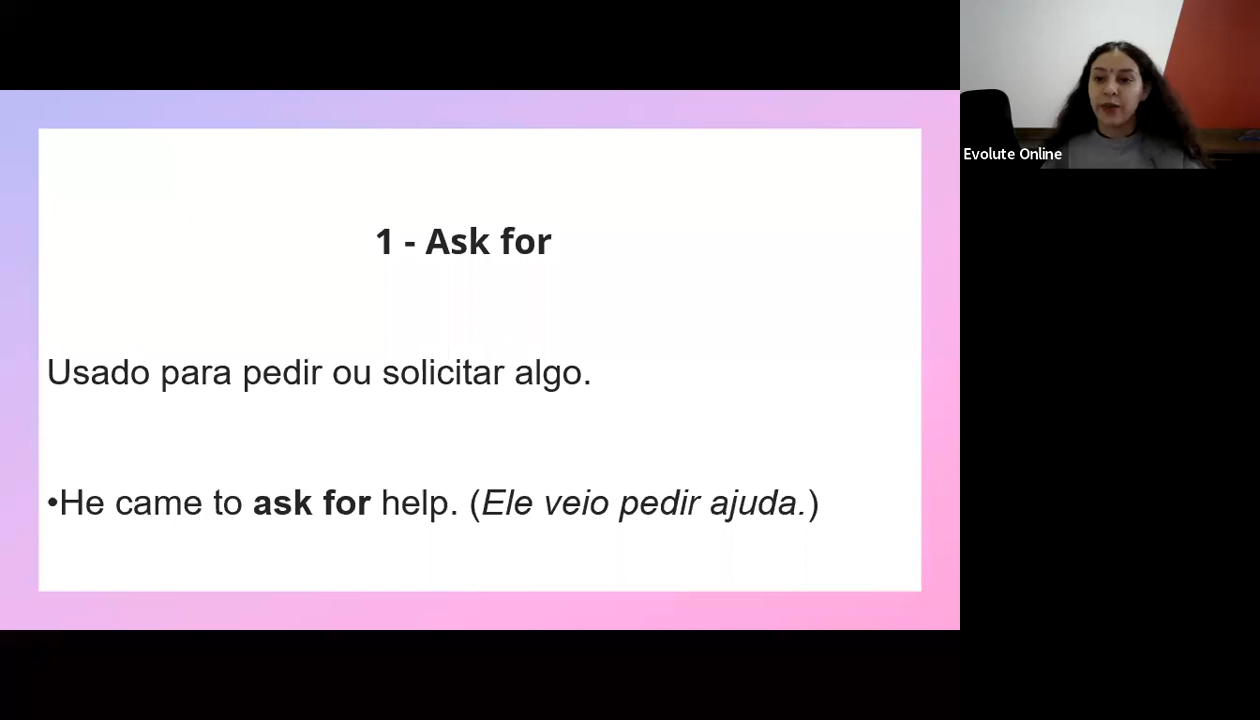 1 - Ask for
Usado para pedir ou solicitar algo.
•He came to ask for help. (Ele veio pedir ajuda.)
Evolute Online